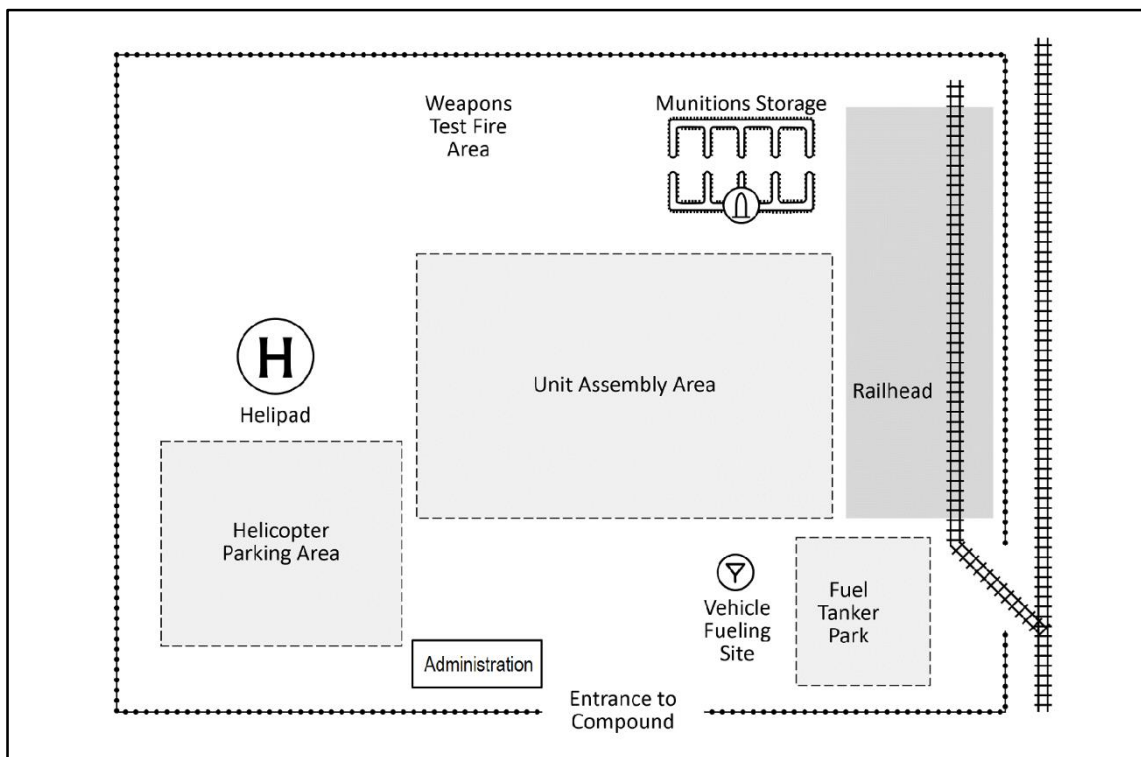 Weapons
Test Fire
Area
Munitions Storage
H
Helipad
Unit Assembly Area
Railhead
Helicopter
Parking Area
Vehicle
Fueling
Site
Fuel
Tanker
Park
Administration
Entrance to
Compound